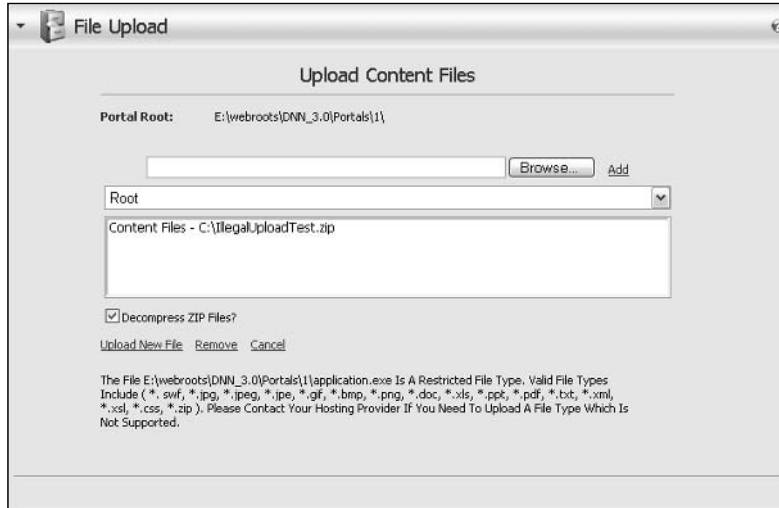 File Upload
Upload Content Files
Portal Root: E:\webroots\DNN_3.0\Portals\1\
Browse... Add
Root
Content Files - C:\IllegalUploadTest.zip
Decompress ZIP Files?
Upload New File Remove Cancel
The File E:\webroots\DNN_3.0\Portals\1\application.exe Is A Restricted File Type. Valid File Types
Include ( *. swf, *.jpg, *.jpeg, *.jpe, *.gif, *.bmp, *.png, *.doc, *.xls, *.ppt, *.pdf, *.txt, *.xml,
*.xsl, *.css, *.zip ). Please Contact Your Hosting Provider If You Need To Upload A File Type Which Is
Not Supported.